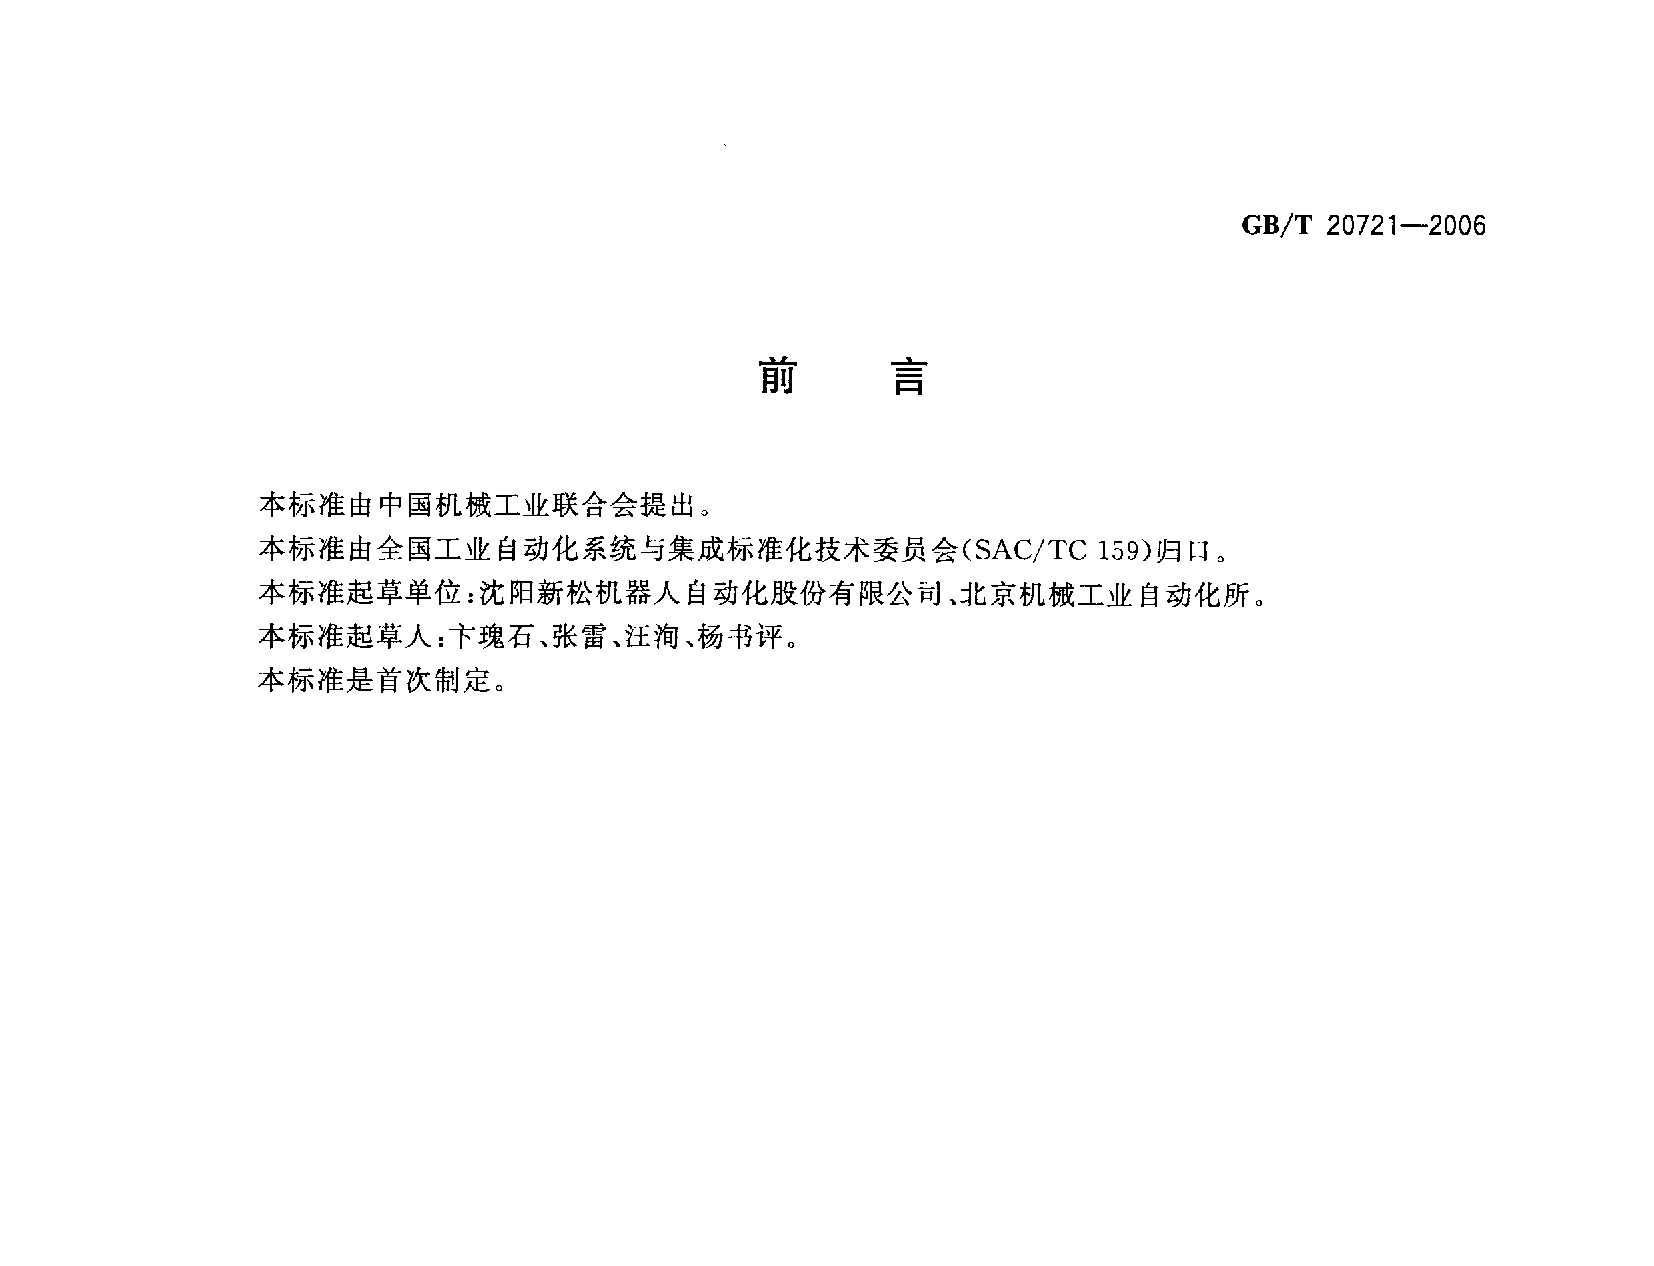 GB/T 20721—2006
前言
本标准由中国机械工业联合会提出。
本标准由全国工业自动化系统与集成标准化技术委员会(SAC/TC 159)归口。
本标准起草单位:沈阳新松机器人自动化股份有限公司、北京机械工业自动化所。
本标准起草人:卞瑰石、张雷、汪洵、杨书评。
本标准是首次制定。